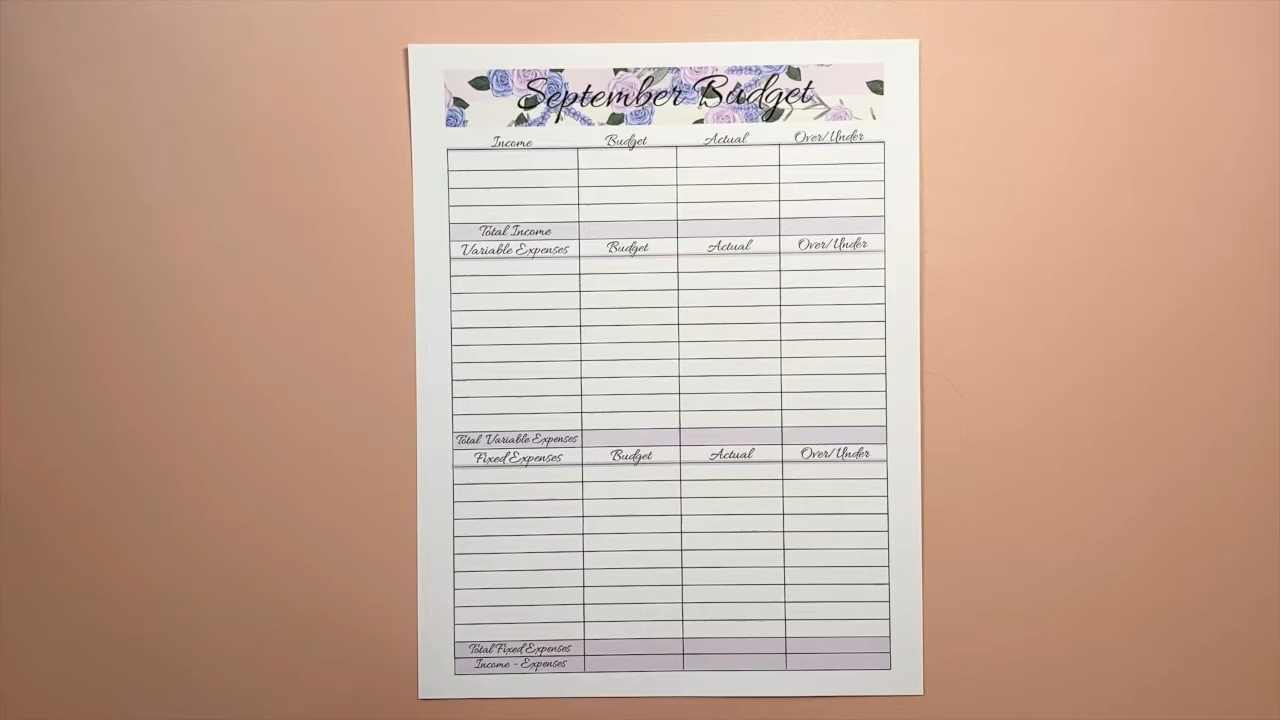 September Budget
Income Budget Actual Over/Under
Total Income
Variable Expenses Budget Actual Over/Under
Total Variable Expenses
Fixed Expenses Budget Actual Over/Under
Total Fixed Expenses
Income - Expenses